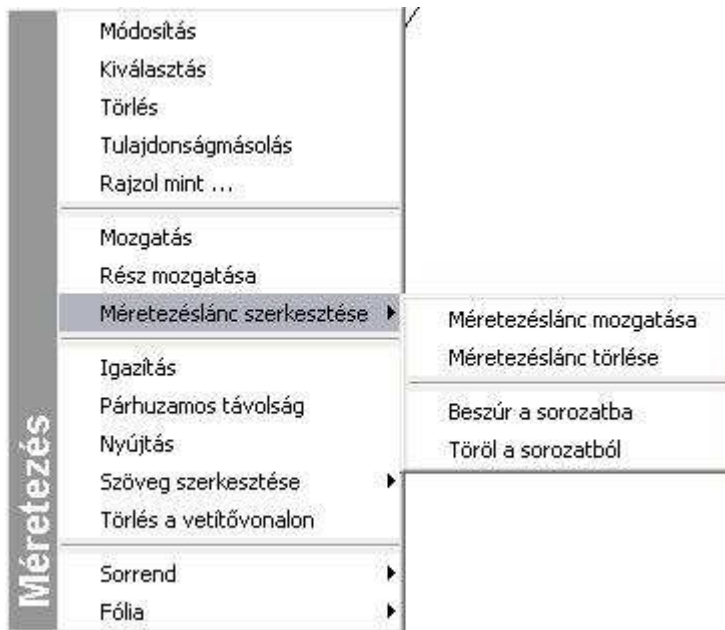 Módosítás
Kiválasztás
Törlés
Tulajdonságmásolás
Rajzol mint ...
Mozgatás
Rész mozgatása
Méretezéslánc szerkesztése
Igazítás
Párhuzamos távolság
Nyújtás
Szöveg szerkesztése
Törlés a vetítővonalon
Sorrend
Fólia
Méretezéslánc mozgatása
Méretezéslánc törlése
Beszúr a sorozatba
Töröl a sorozatból
Méretezés